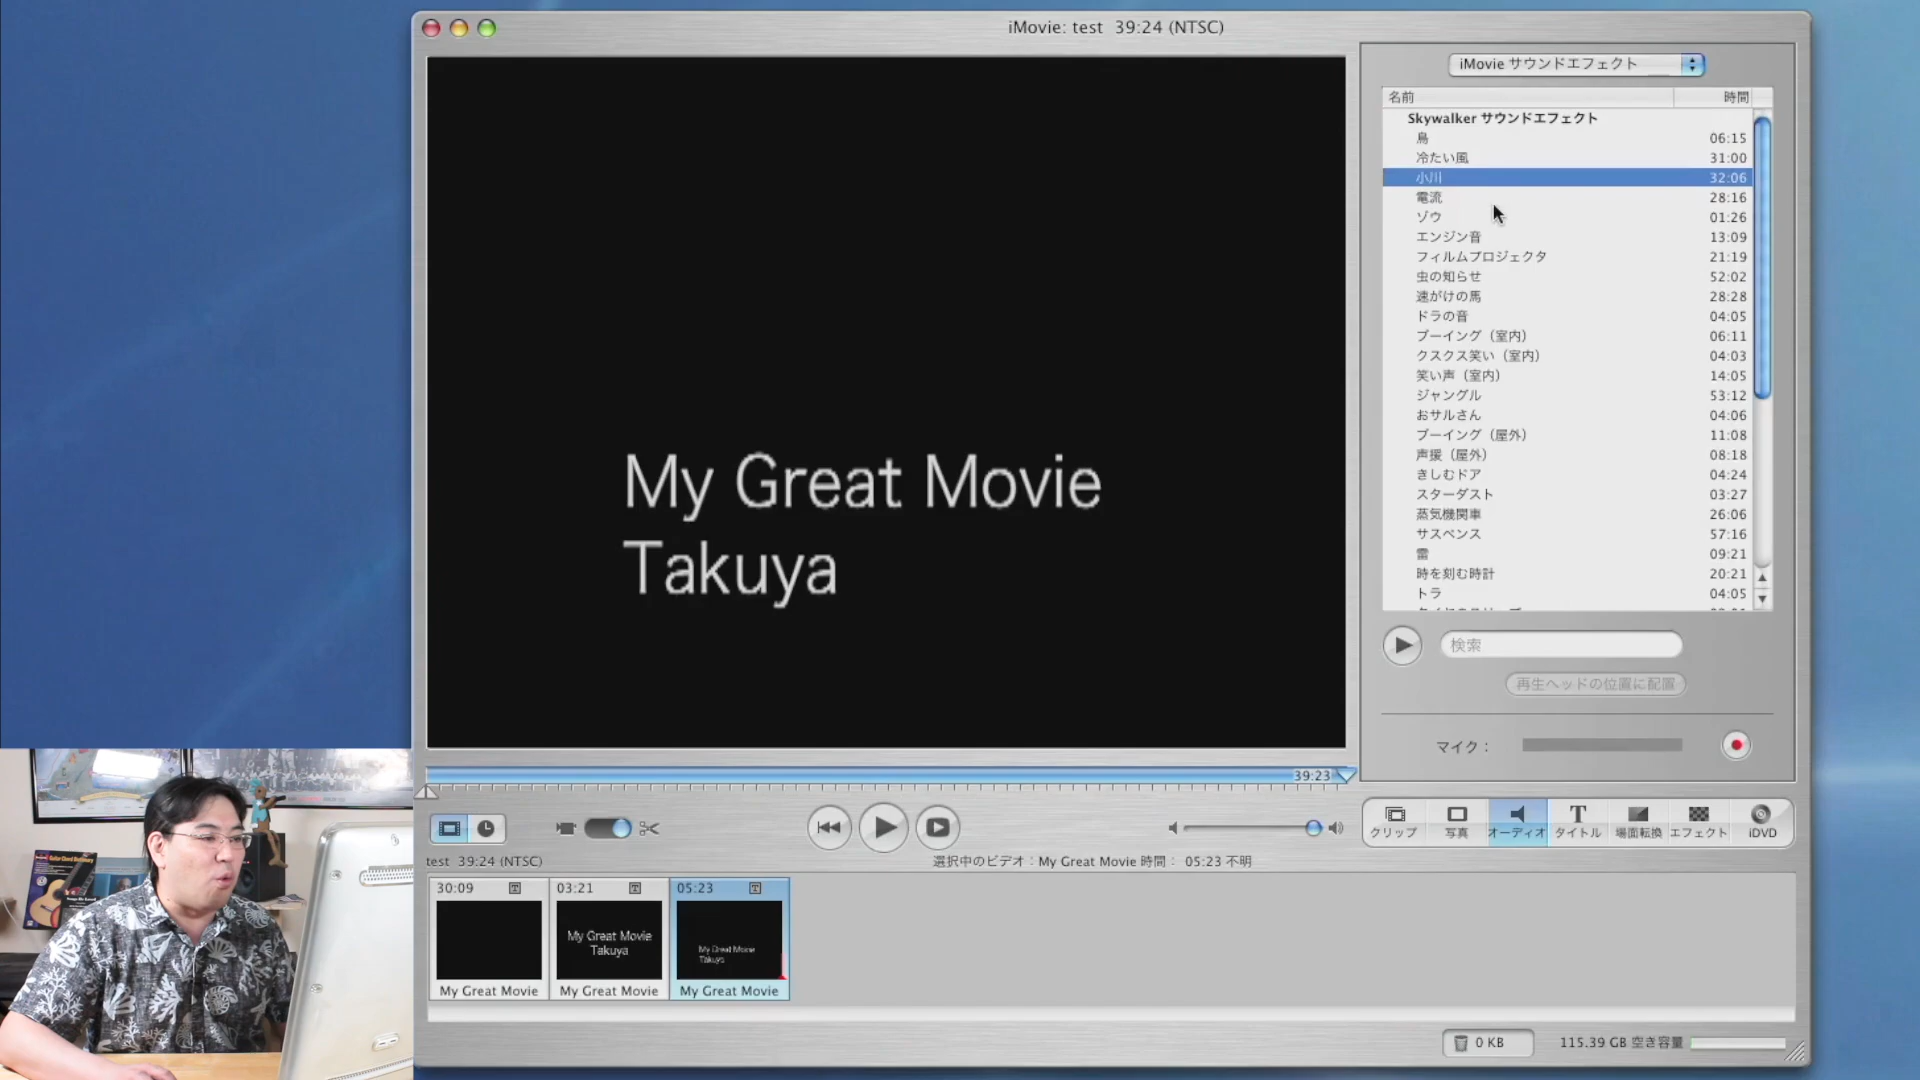 iMovie: test 39:24 (NTSC)
iMovie サウンドエフェクト
名前 時間
Skywalker サウンドエフェクト
鳥 06:15
冷たい風 31:00
小川 32:06
電流 28:16
ゾウ 01:26
エンジン音 13:09
フィルムプロジェクタ 21:19
虫の知らせ 52:02
速がけの馬 28:28
ドラの音 04:05
ブーイング（室内） 06:11
クスクス笑い（室内） 04:03
笑い声（室内） 14:05
ジャングル 53:12
おサルさん 04:06
ブーイング（屋外） 11:08
声援（屋外） 08:18
きしむドア 04:24
スターダスト 03:27
蒸気機関車 26:06
サスペンス 57:16
雷 09:21
時を刻む時計 20:21
トラ 04:05
検索
再生ヘッドの位置に配置
マイク：
My Great Movie
Takuya
39:23
クリップ 写真 オーディオ タイトル 場面転換 エフェクト iDVD
test 39:24 (NTSC)
選択中のビデオ：My Great Movie 時間： 05:23 不明
30:09
My Great Movie
03:21
My Great Movie
Takuya
My Great Movie
05:23
My Great Movie
Takuya
My Great Movie
0 KB
115.39 GB 空き容量